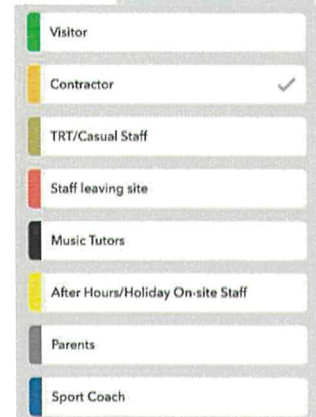 Visitor
Contractor
TRT/Casual Staff
Staff leaving site
Music Tutors
After Hours/Holiday On-site Staff
Parents
Sport Coach